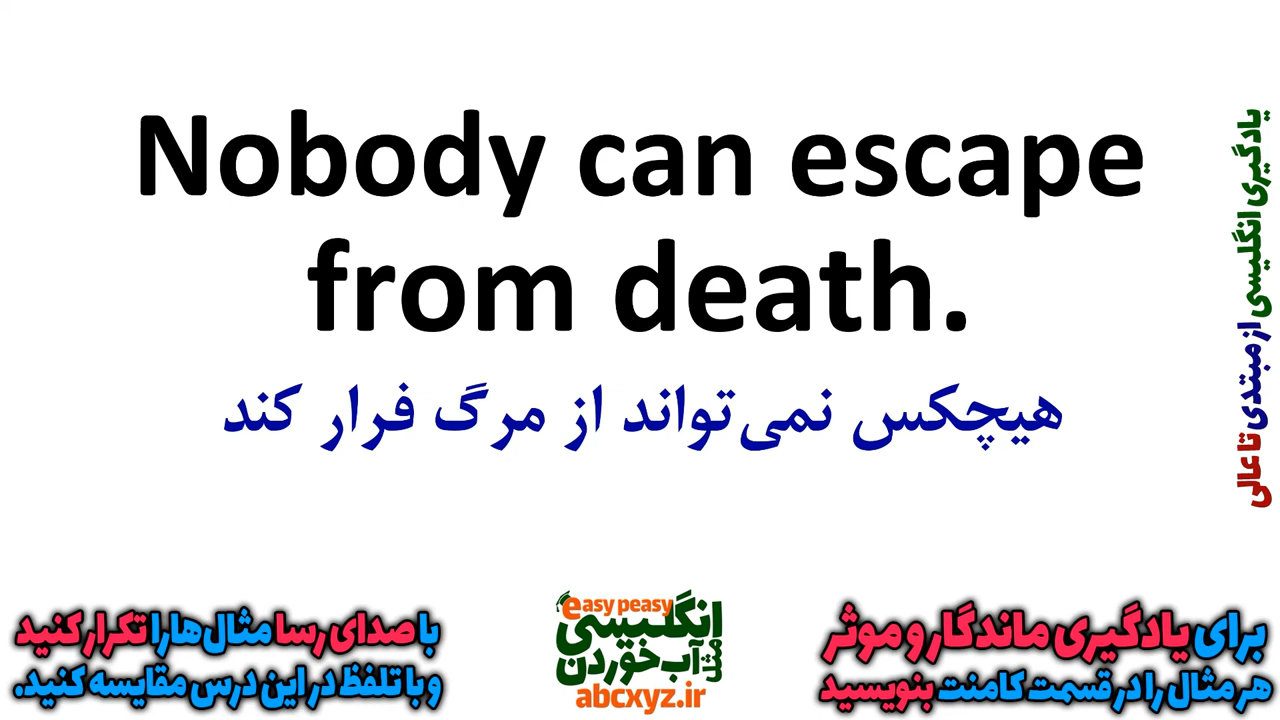 Nobody can escape
from death.
هیچکس نمی‌تواند از مرگ فرار کند
یادگیری انگلیسی از مبتدی تا عالی
با صدای رسا مثال‌ها را تکرار کنید
و با تلفظ در این درس مقایسه کنید.
easy peasy
انگلیسی
مثل آب خوردن
abcxyz.ir
برای یادگیری ماندگار و موثر
هر مثال را در قسمت کامنت بنویسید